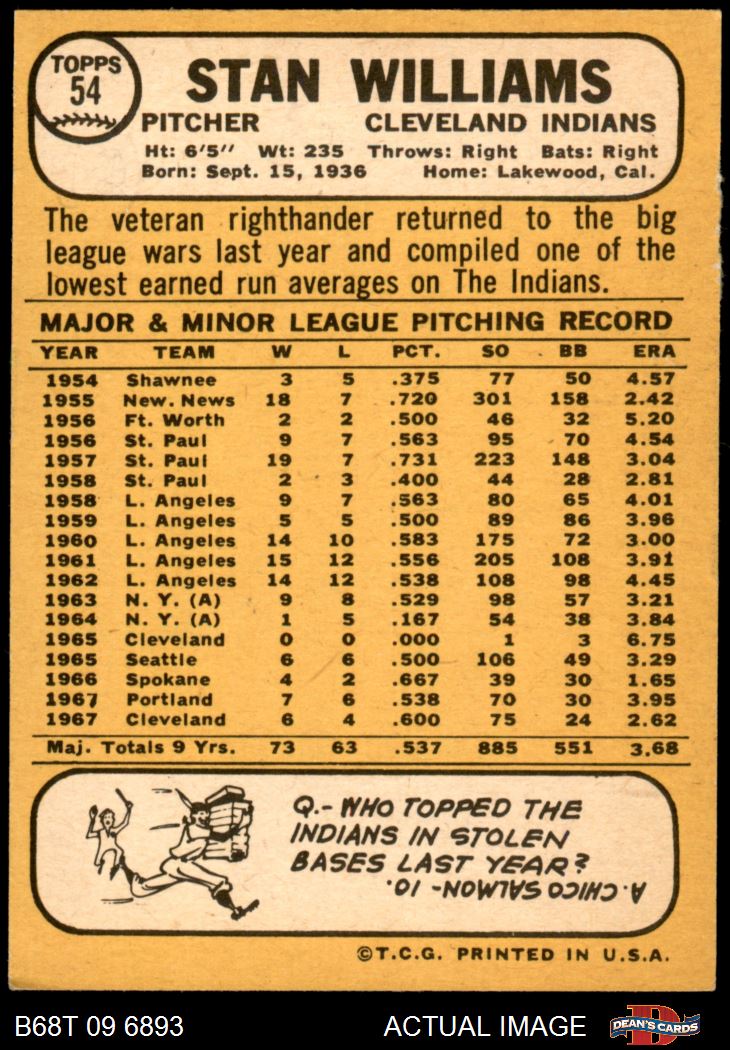 TOPPS
54
STAN WILLIAMS
PITCHER CLEVELAND INDIANS
Ht: 6'5" Wt: 235 Throws: Right Bats: Right
Born: Sept. 15, 1936 Home: Lakewood, Cal.
The veteran righthander returned to the big
league wars last year and compiled one of the
lowest earned run averages on The Indians.
MAJOR & MINOR LEAGUE PITCHING RECORD
YEAR TEAM W L PCT. SO BB ERA
1954 Shawnee 3 5 .375 77 50 4.57
1955 New. News 18 7 .720 301 158 2.42
1956 Ft. Worth 2 2 .500 46 32 5.20
1956 St. Paul 9 7 .563 95 70 4.54
1957 St. Paul 19 7 .731 223 148 3.04
1958 St. Paul 2 3 .400 44 28 2.81
1958 L. Angeles 9 7 .563 80 65 4.01
1959 L. Angeles 5 5 .500 89 86 3.96
1960 L. Angeles 14 10 .583 175 72 3.00
1961 L. Angeles 15 12 .556 205 108 3.91
1962 L. Angeles 14 12 .538 108 98 4.45
1963 N. Y. (A) 9 8 .529 98 57 3.21
1964 N. Y. (A) 1 5 .167 54 38 3.84
1965 Cleveland 0 0 .000 1 3 6.75
1965 Seattle 6 6 .500 106 49 3.29
1966 Spokane 4 2 .667 39 30 1.65
1967 Portland 7 6 .538 70 30 3.95
1967 Cleveland 6 4 .600 75 24 2.62
Maj. Totals 9 Yrs. 73 63 .537 885 551 3.68
Q.- WHO TOPPED THE
INDIANS IN STOLEN
BASES LAST YEAR?
A. CHICO SALMON- 10.
©T.C.G. PRINTED IN U.S.A.
B68T 09 6893 ACTUAL IMAGE
D
DEAN'S CARDS